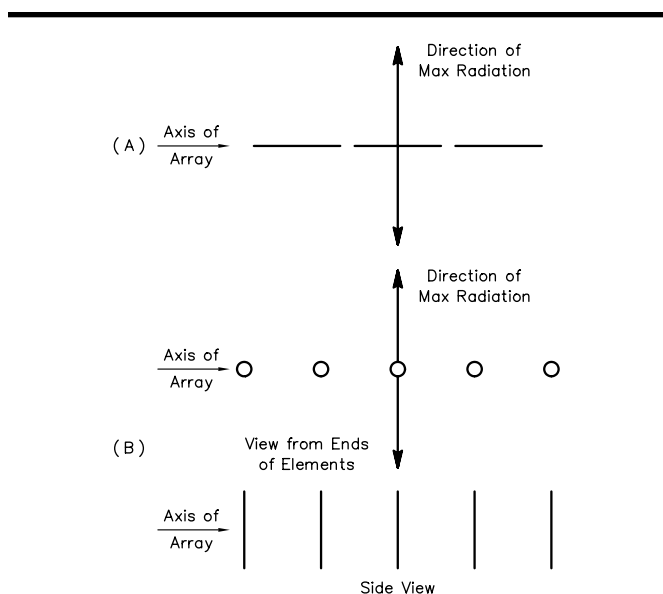 Direction of
Max Radiation
(A)
Axis of
Array
Direction of
Max Radiation
Axis of
Array
(B)
View from Ends
of Elements
Axis of
Array
Side View